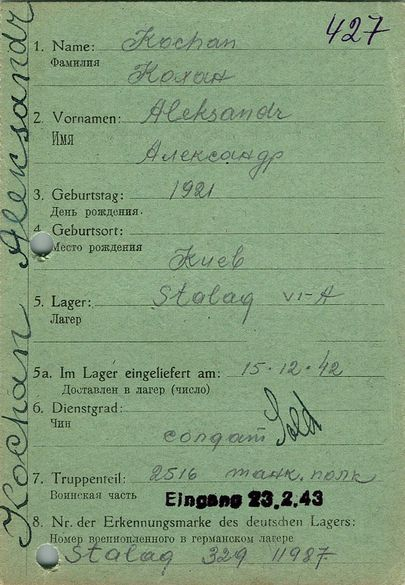 427
Kochan Aleksandr
1. Name: Kochan
Фамилия
Кохан
2. Vornamen: Aleksandr
Имя
Александр
3. Geburtstag: 1921
День рождения.
4. Geburtsort:
Место рождения
Киев
5. Lager: Stalag VI-A
Лагер
5a. Im Lager eingeliefert am: 15.12.42
Доставлен в лагер (число)
6. Dienstgrad: Sold
Чин
солдат
7. Truppenteil: 2516 танк. полк
Воинская часть Eingang 23.2.43
8. Nr. der Erkennungsmarke des deutschen Lagers:
Номер военнопленного в германском лагере
Stalag 329 11987